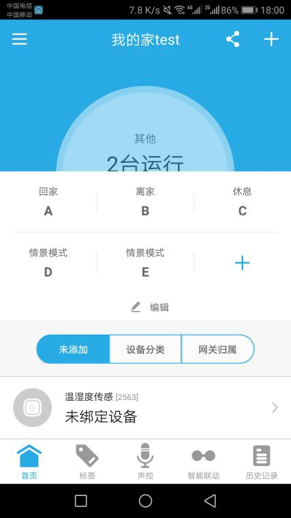 中国电信
中国移动
7.8 K/s 86% 18:00
我的家test
其他
2台运行
回家 离家 休息
A B C
情景模式 情景模式
D E
编辑
未添加 设备分类 网关归属
温湿度传感 [2563]
未绑定设备
首页 标签 声控 智能联动 历史记录